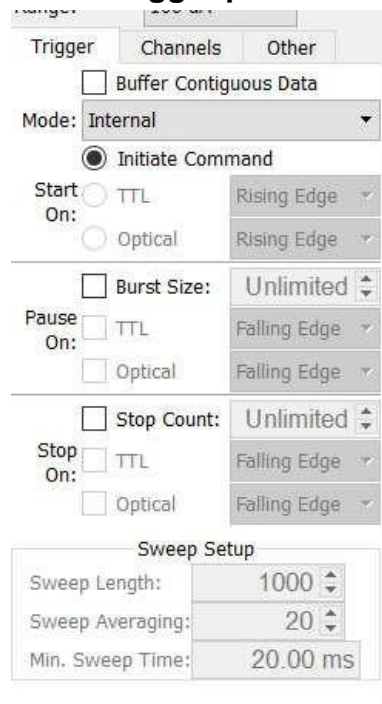 Trigger Channels Other
Buffer Contiguous Data
Mode: Internal
Initiate Command
Start On: TTL Rising Edge
Optical Rising Edge
Burst Size: Unlimited
Pause On: TTL Falling Edge
Optical Falling Edge
Stop Count: Unlimited
Stop On: TTL Falling Edge
Optical Falling Edge
Sweep Setup
Sweep Length: 1000
Sweep Averaging: 20
Min. Sweep Time: 20.00 ms